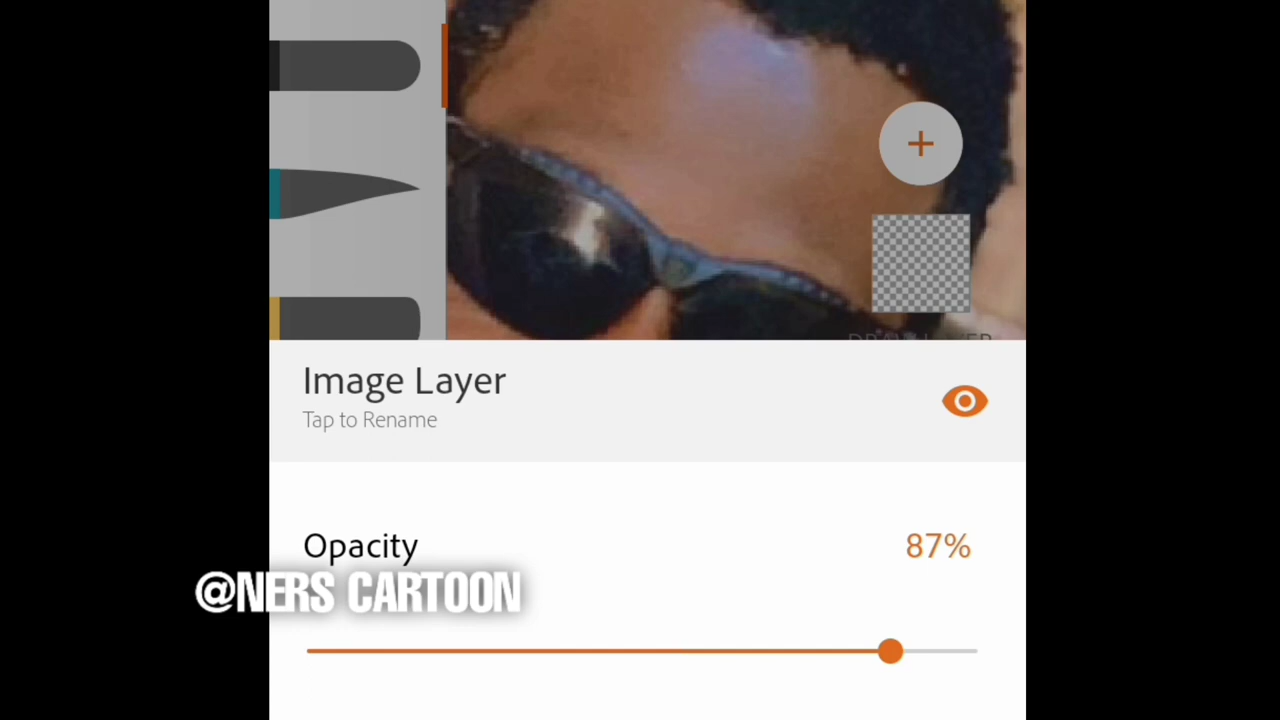 Image Layer
Tap to Rename
Opacity
87%
@NERS CARTOON